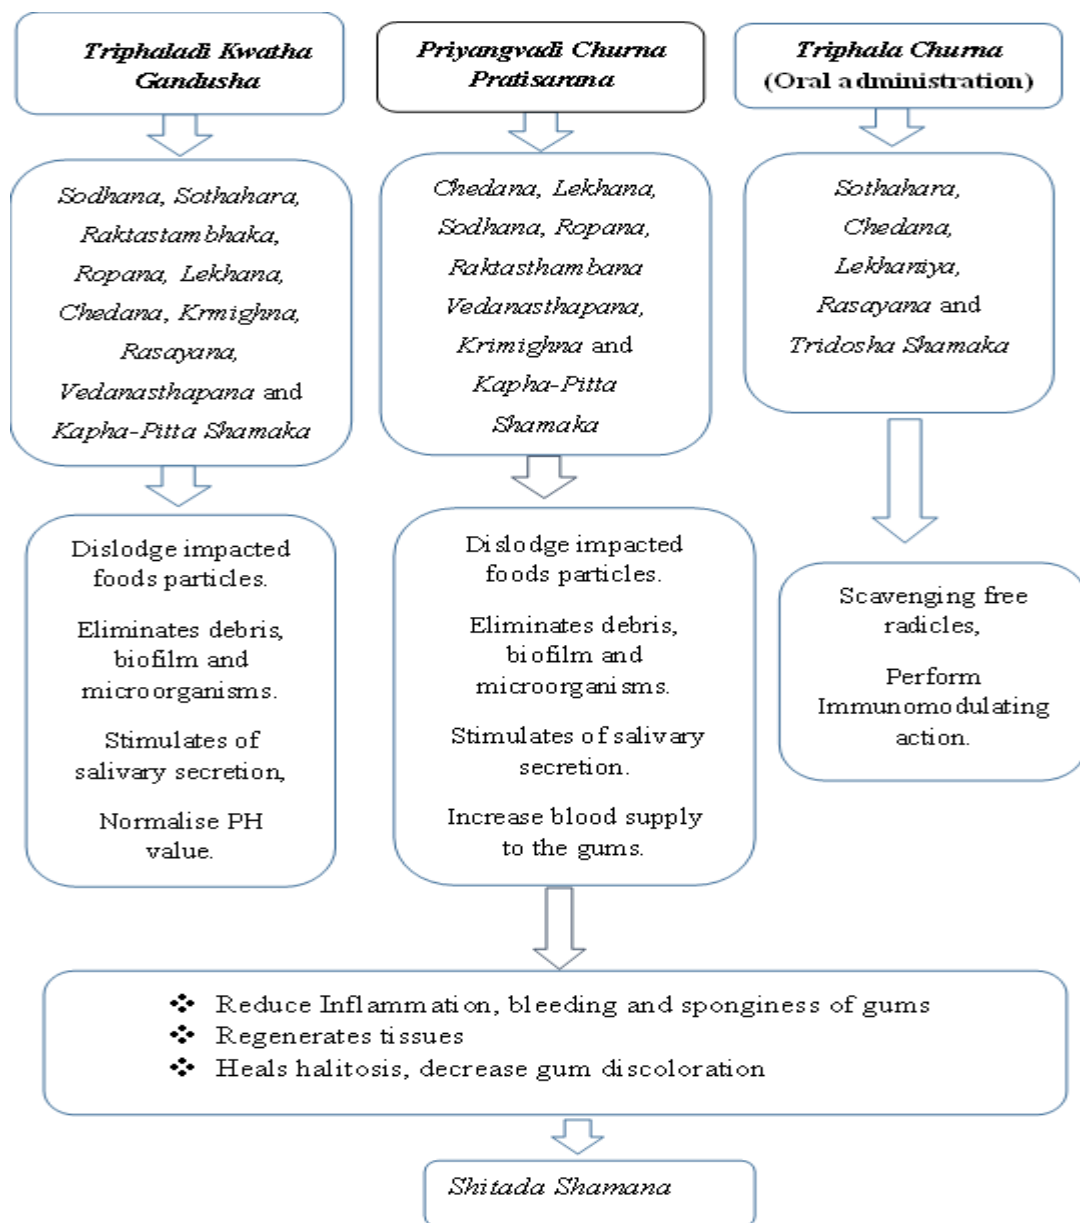 Triphaladi Kwatha
Gandusha
Priyangvadi Churna
Pratisarana
Triphala Churna
(Oral administration)
Sodhana, Sothahara,
Raktastambhaka,
Ropana, Lekhana,
Chedana, Krmighna,
Rasayana,
Vedanasthapana and
Kapha-Pitta Shamaka
Chedana, Lekhana,
Sodhana, Ropana,
Raktasthambana
Vedanasthapana,
Krimighna and
Kapha-Pitta
Shamaka
Sothahara,
Chedana,
Lekhaniya,
Rasayana and
Tridosha Shamaka
Dislodge impacted
foods particles.
Eliminates debris,
biofilm and
microorganisms.
Stimulates of
salivary secretion,
Normalise PH
value.
Dislodge impacted
foods particles.
Eliminates debris,
biofilm and
microorganisms.
Stimulates of salivary
secretion.
Increase blood supply
to the gums.
Scavenging free
radicles,
Perform
Immunomodulating
action.
❖ Reduce Inflammation, bleeding and sponginess of gums
❖ Regenerates tissues
❖ Heals halitosis, decrease gum discoloration
Shitada Shamana